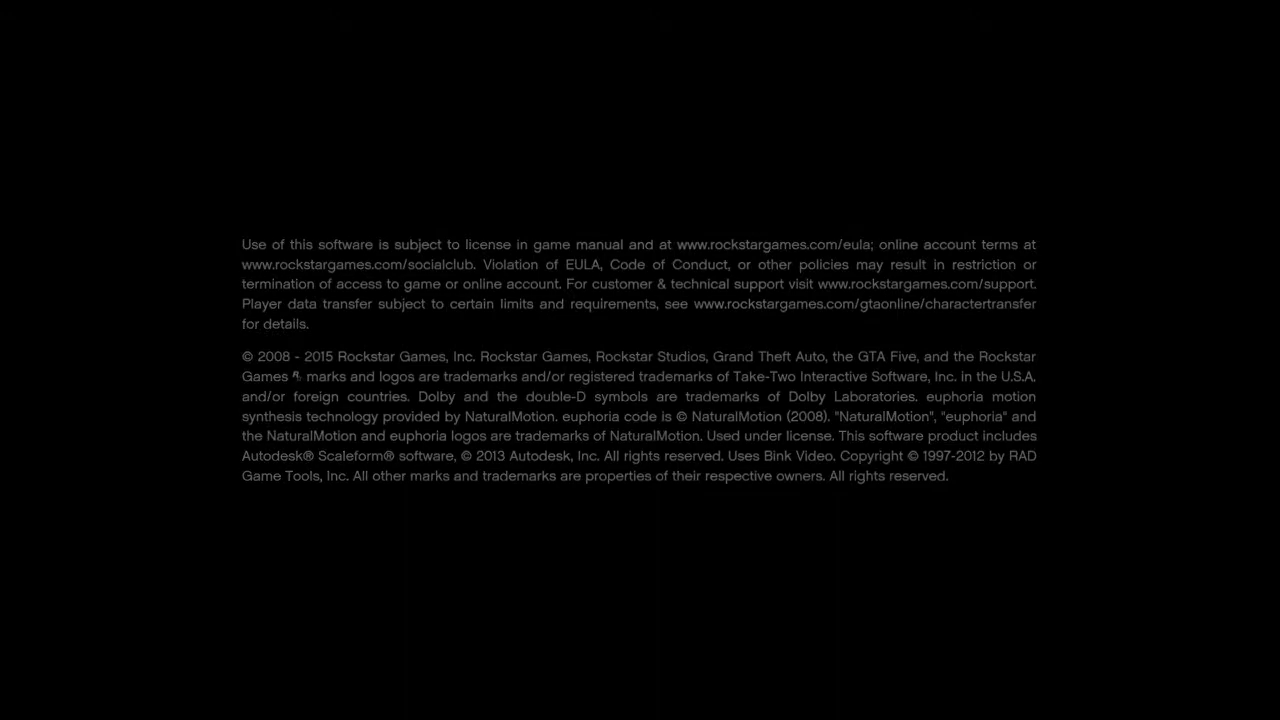 Use of this software is subject to license in game manual and at www.rockstargames.com/eula; online account terms at
www.rockstargames.com/socialclub. Violation of EULA, Code of Conduct, or other policies may result in restriction or
termination of access to game or online account. For customer & technical support visit www.rockstargames.com/support.
Player data transfer subject to certain limits and requirements, see www.rockstargames.com/gtaonline/charactertransfer
for details.
© 2008 - 2015 Rockstar Games, Inc. Rockstar Games, Rockstar Studios, Grand Theft Auto, the GTA Five, and the Rockstar
Games R* marks and logos are trademarks and/or registered trademarks of Take-Two Interactive Software, Inc. in the U.S.A.
and/or foreign countries. Dolby and the double-D symbols are trademarks of Dolby Laboratories. euphoria motion
synthesis technology provided by NaturalMotion. euphoria code is © NaturalMotion (2008). "NaturalMotion", "euphoria" and
the NaturalMotion and euphoria logos are trademarks of NaturalMotion. Used under license. This software product includes
Autodesk® Scaleform® software, © 2013 Autodesk, Inc. All rights reserved. Uses Bink Video. Copyright © 1997-2012 by RAD
Game Tools, Inc. All other marks and trademarks are properties of their respective owners. All rights reserved.